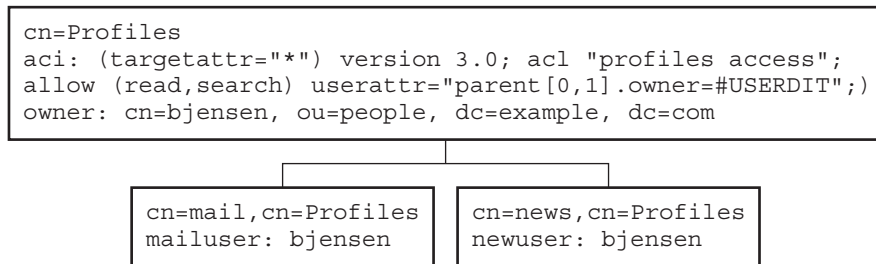 cn=Profiles
aci: (targetattr="*") version 3.0; acl "profiles access";
allow (read,search) userattr="parent[0,1].owner=#USERDIT";)
owner: cn=bjensen, ou=people, dc=example, dc=com
cn=mail,cn=Profiles
mailuser: bjensen
cn=news,cn=Profiles
newuser: bjensen